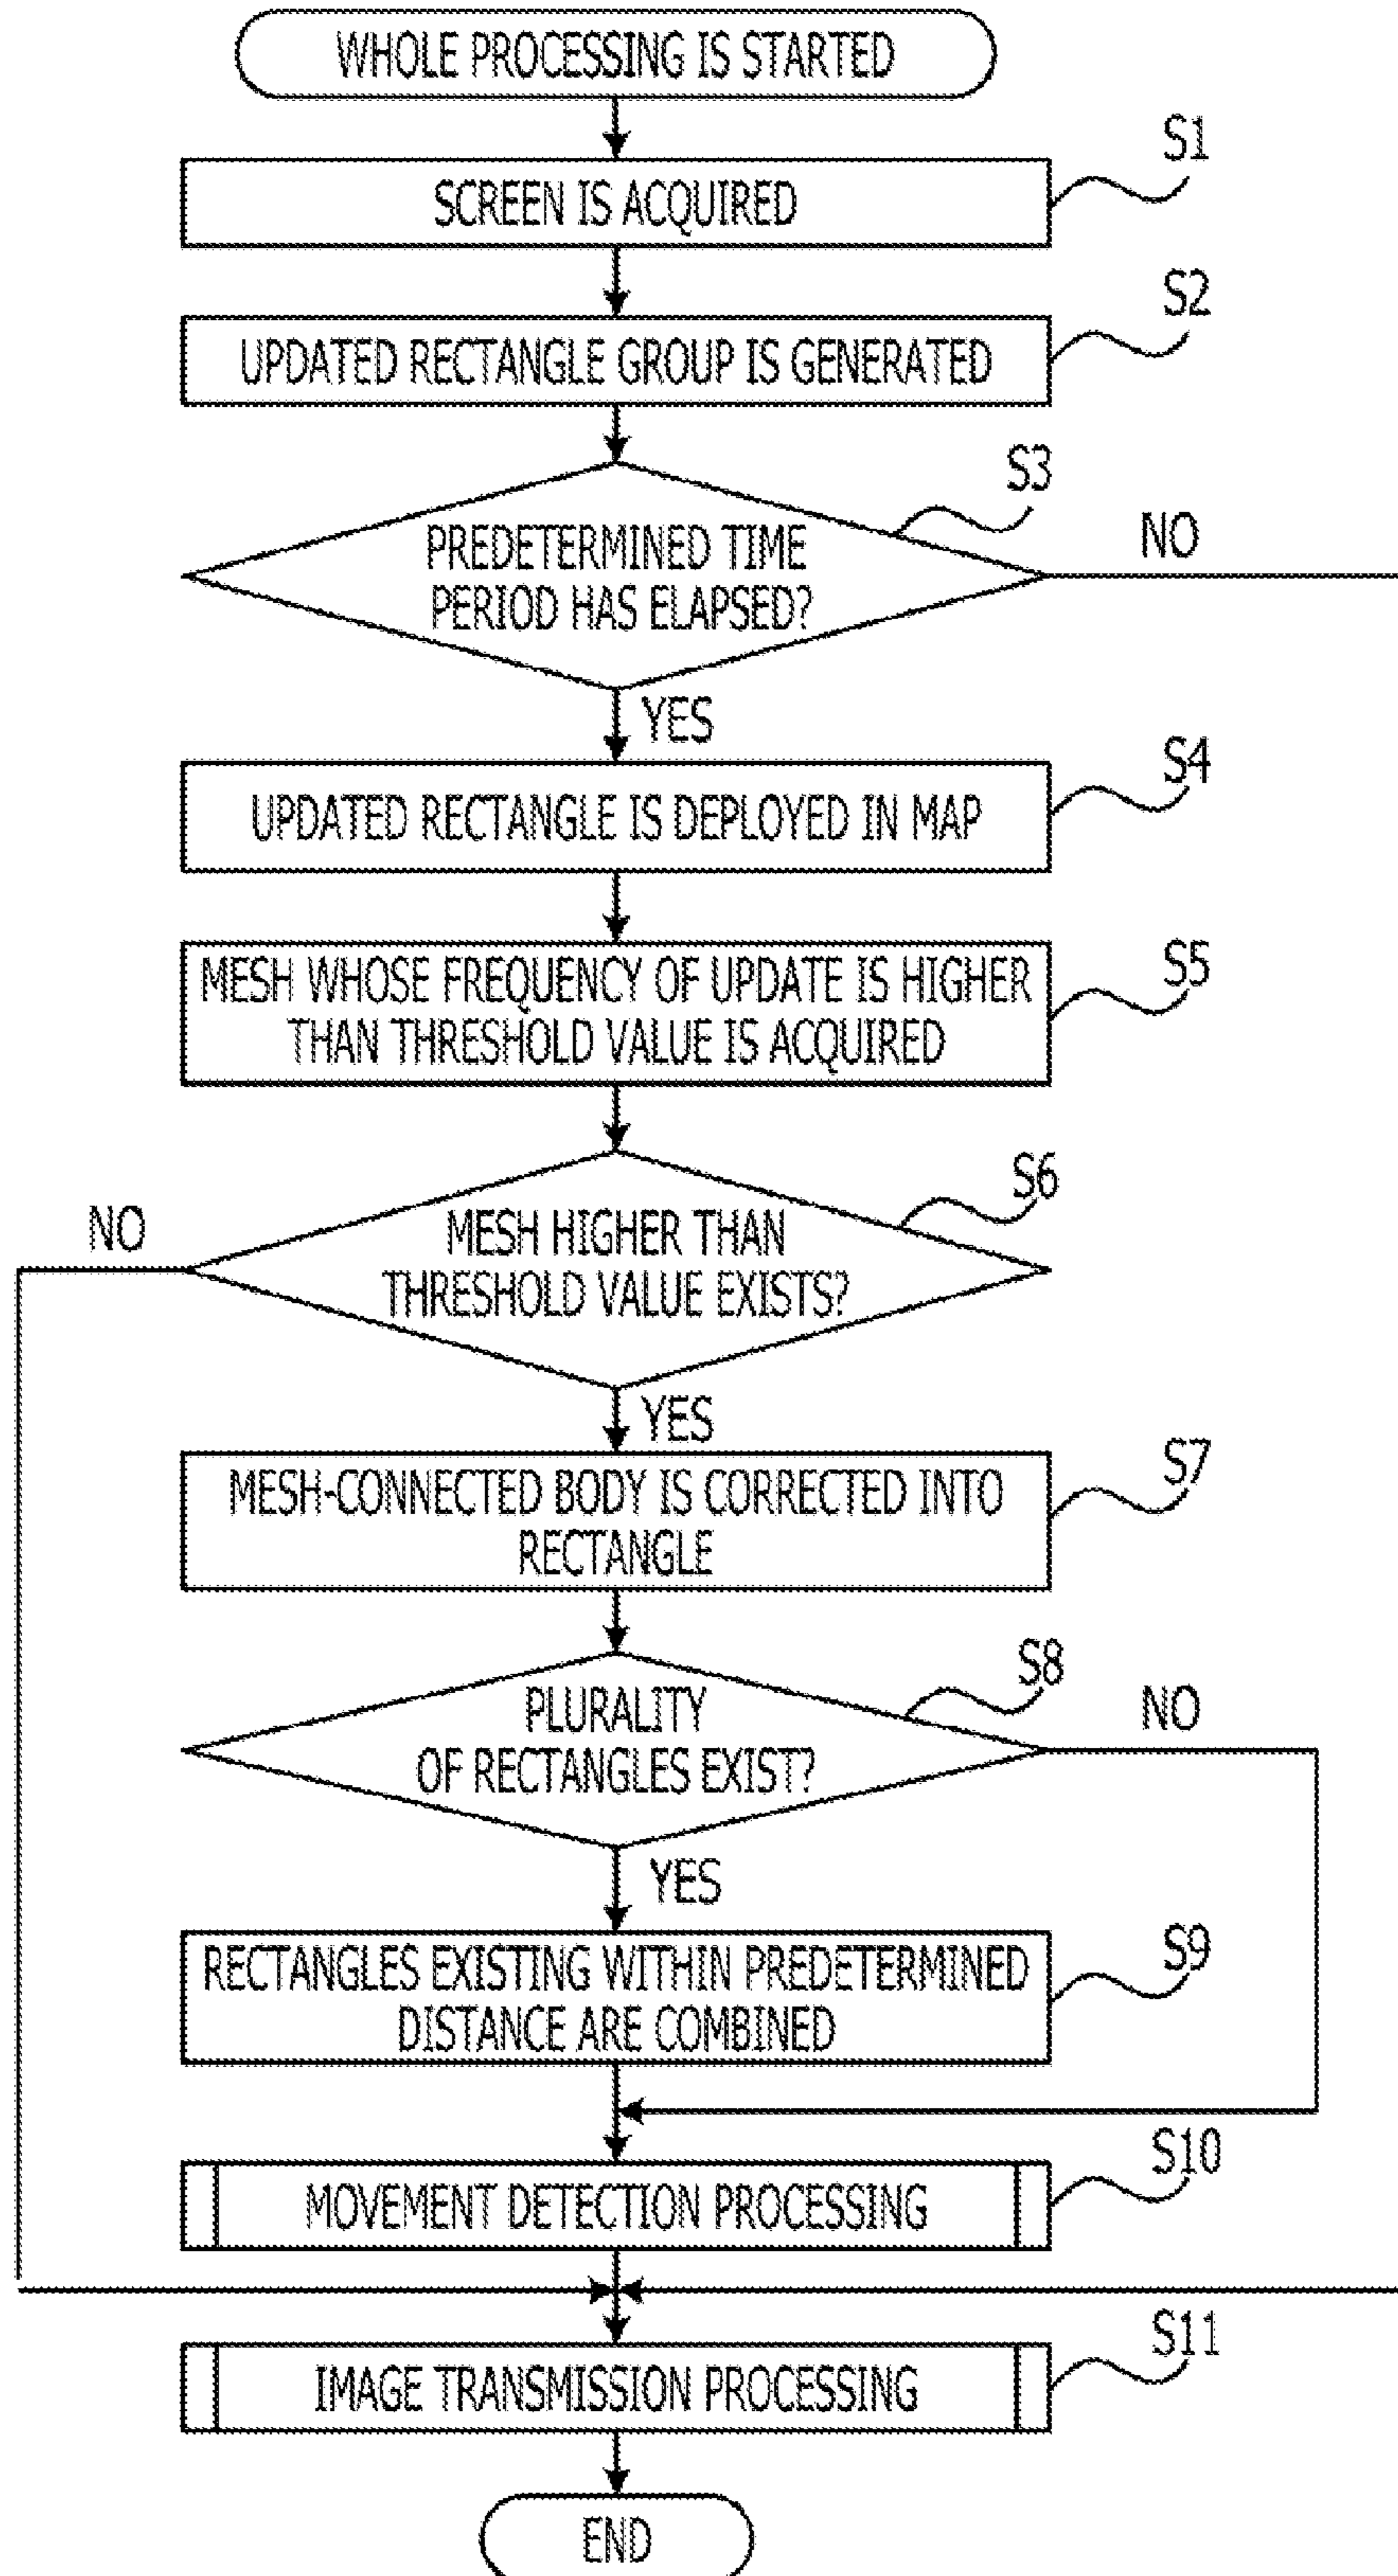 WHOLE PROCESSING IS STARTED
S1
SCREEN IS ACQUIRED
S2
UPDATED RECTANGLE GROUP IS GENERATED
S3
PREDETERMINED TIME
PERIOD HAS ELAPSED?
NO
YES
S4
UPDATED RECTANGLE IS DEPLOYED IN MAP
S5
MESH WHOSE FREQUENCY OF UPDATE IS HIGHER
THAN THRESHOLD VALUE IS ACQUIRED
S6
NO
MESH HIGHER THAN
THRESHOLD VALUE EXISTS?
YES
S7
MESH-CONNECTED BODY IS CORRECTED INTO
RECTANGLE
S8
PLURALITY
OF RECTANGLES EXIST?
NO
YES
S9
RECTANGLES EXISTING WITHIN PREDETERMINED
DISTANCE ARE COMBINED
S10
MOVEMENT DETECTION PROCESSING
S11
IMAGE TRANSMISSION PROCESSING
END